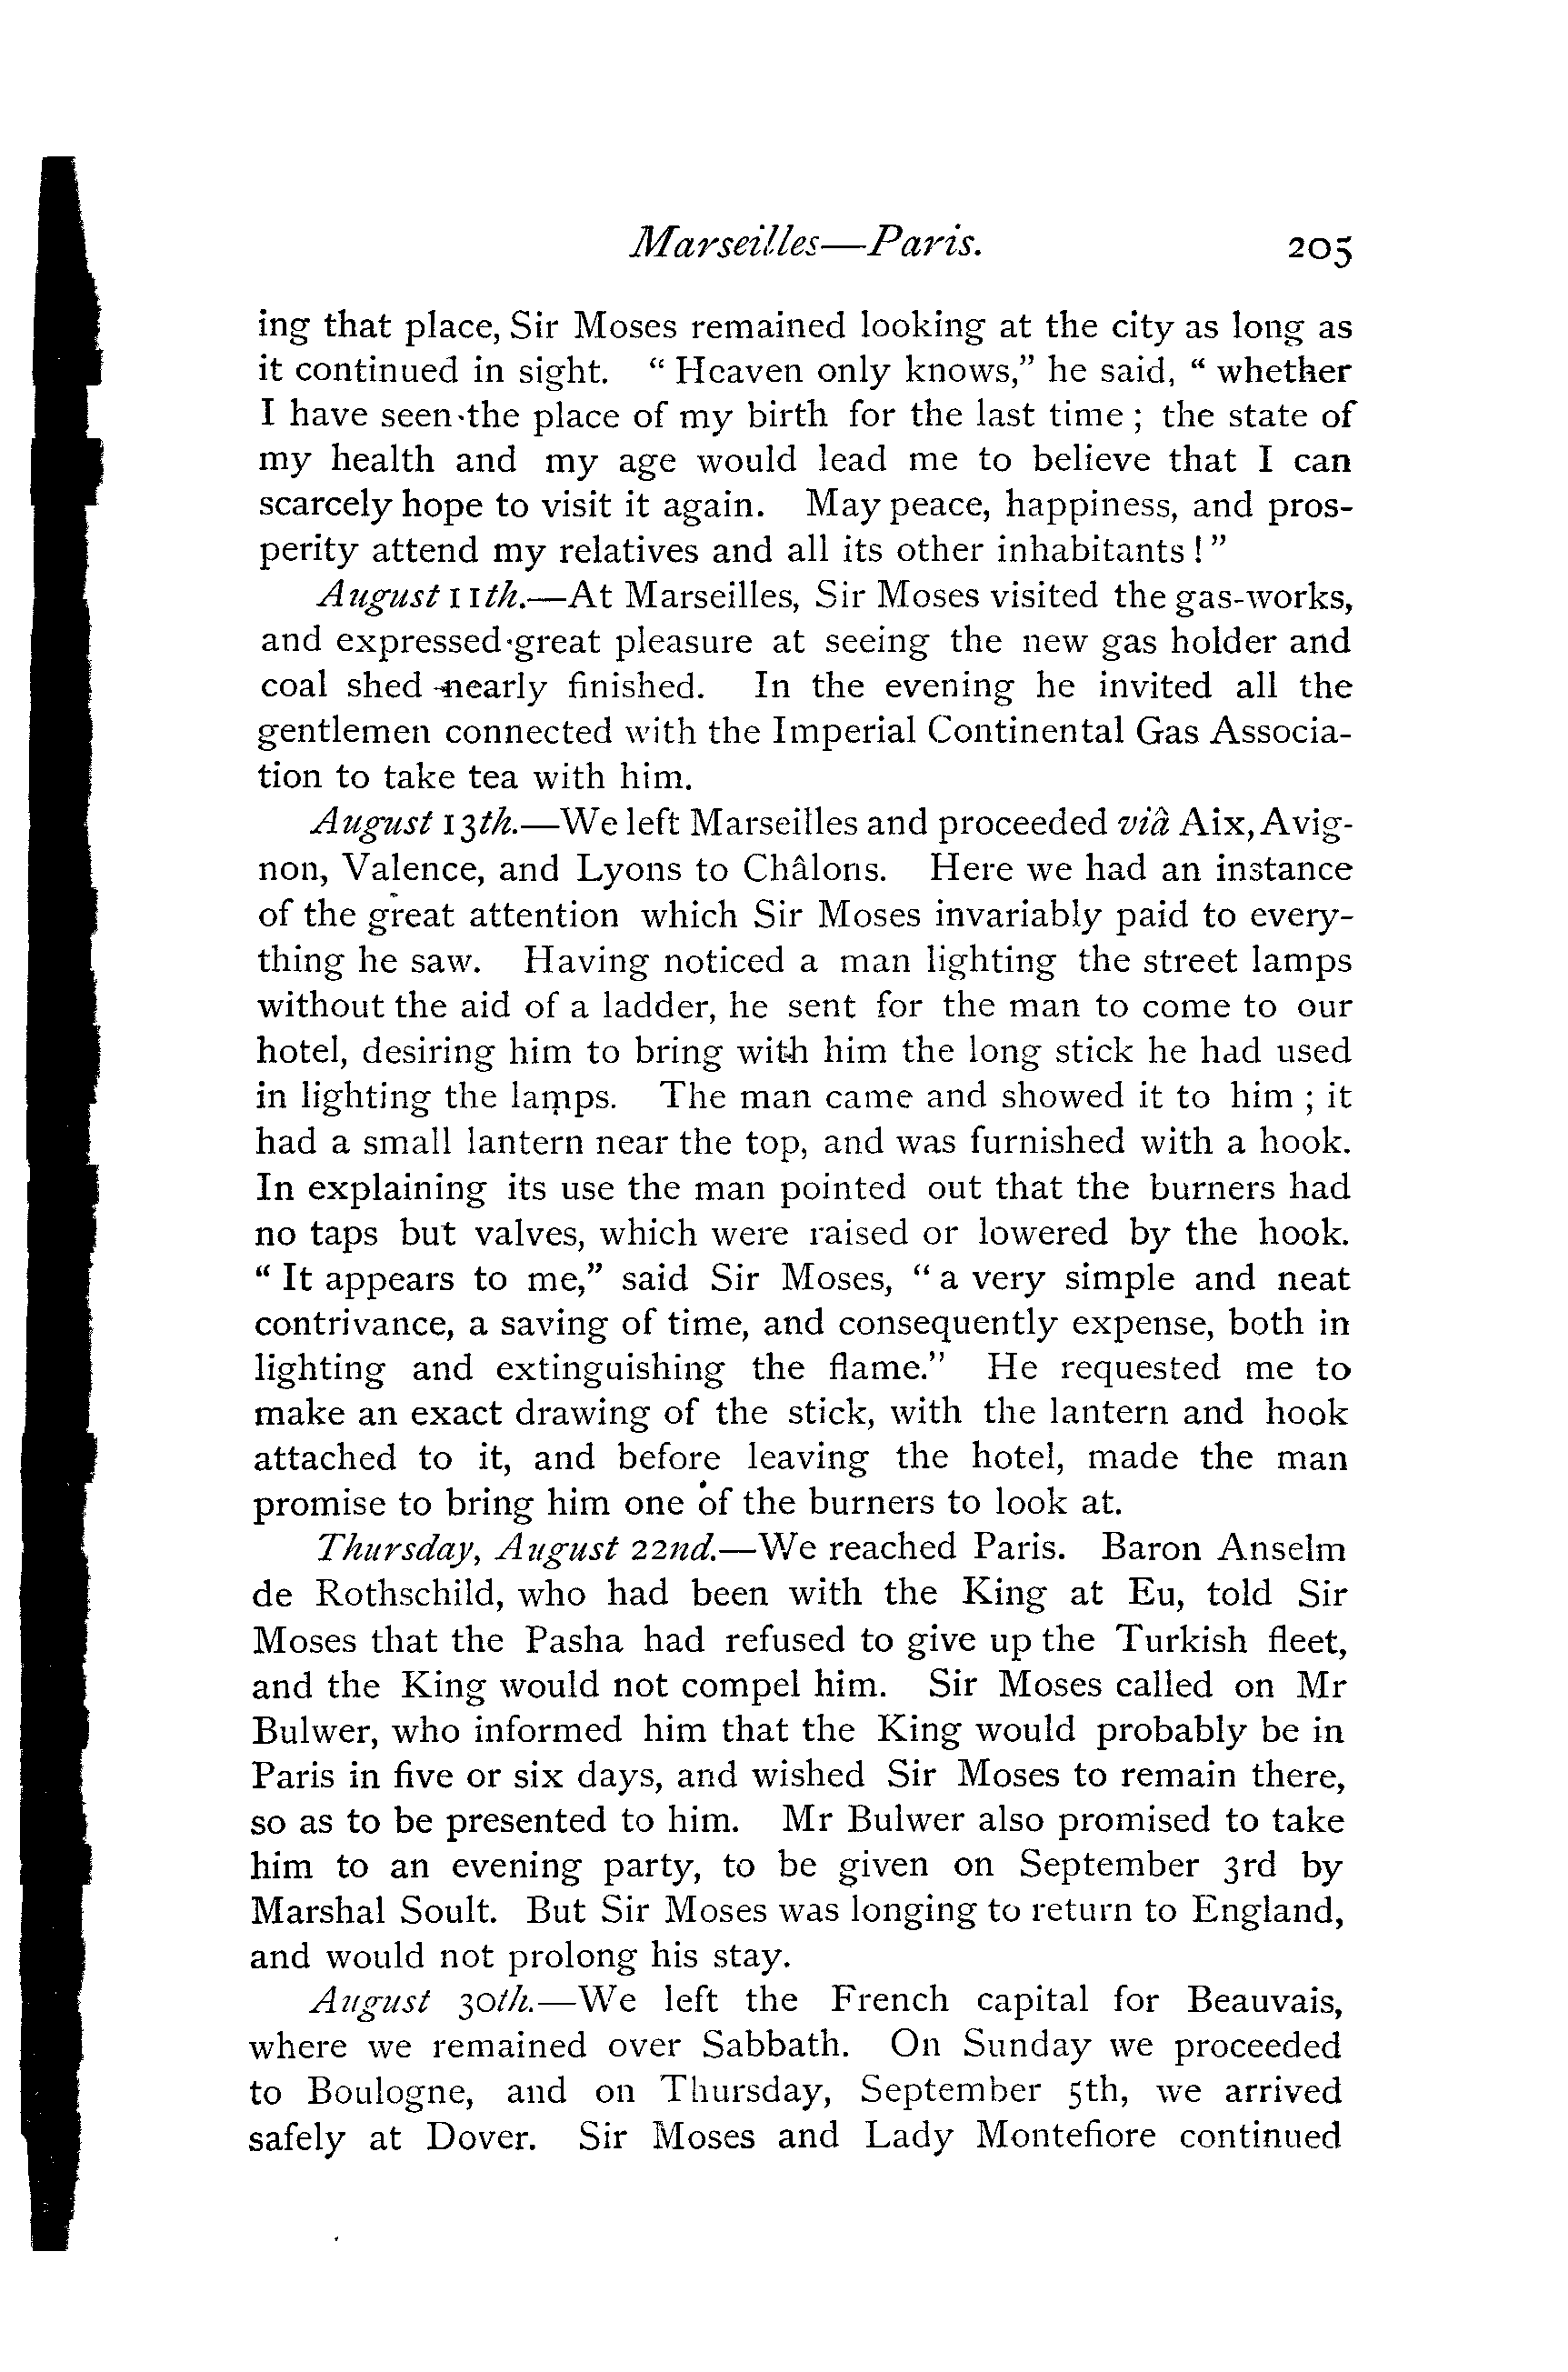 Marseilles—Paris. 205
ing that place, Sir Moses remained looking at the city as long as
it continued in sight. “ Heaven only knows,” he said, “ whether
I have seen the place of my birth for the last time ; the state of
my health and my age would lead me to believe that I can
scarcely hope to visit it again. May peace, happiness, and pros-
perity attend my relatives and all its other inhabitants ! ”
August 11th.—At Marseilles, Sir Moses visited the gas-works,
and expressed great pleasure at seeing the new gas holder and
coal shed nearly finished. In the evening he invited all the
gentlemen connected with the Imperial Continental Gas Associa-
tion to take tea with him.
August 13th.—We left Marseilles and proceeded viâ Aix, Avig-
non, Valence, and Lyons to Châlons. Here we had an instance
of the great attention which Sir Moses invariably paid to every-
thing he saw. Having noticed a man lighting the street lamps
without the aid of a ladder, he sent for the man to come to our
hotel, desiring him to bring with him the long stick he had used
in lighting the lamps. The man came and showed it to him ; it
had a small lantern near the top, and was furnished with a hook.
In explaining its use the man pointed out that the burners had
no taps but valves, which were raised or lowered by the hook.
“ It appears to me,” said Sir Moses, “ a very simple and neat
contrivance, a saving of time, and consequently expense, both in
lighting and extinguishing the flame.” He requested me to
make an exact drawing of the stick, with the lantern and hook
attached to it, and before leaving the hotel, made the man
promise to bring him one of the burners to look at.
Thursday, August 22nd.—We reached Paris. Baron Anselm
de Rothschild, who had been with the King at Eu, told Sir
Moses that the Pasha had refused to give up the Turkish fleet,
and the King would not compel him. Sir Moses called on Mr
Bulwer, who informed him that the King would probably be in
Paris in five or six days, and wished Sir Moses to remain there,
so as to be presented to him. Mr Bulwer also promised to take
him to an evening party, to be given on September 3rd by
Marshal Soult. But Sir Moses was longing to return to England,
and would not prolong his stay.
August 30th.—We left the French capital for Beauvais,
where we remained over Sabbath. On Sunday we proceeded
to Boulogne, and on Thursday, September 5th, we arrived
safely at Dover. Sir Moses and Lady Montefiore continued